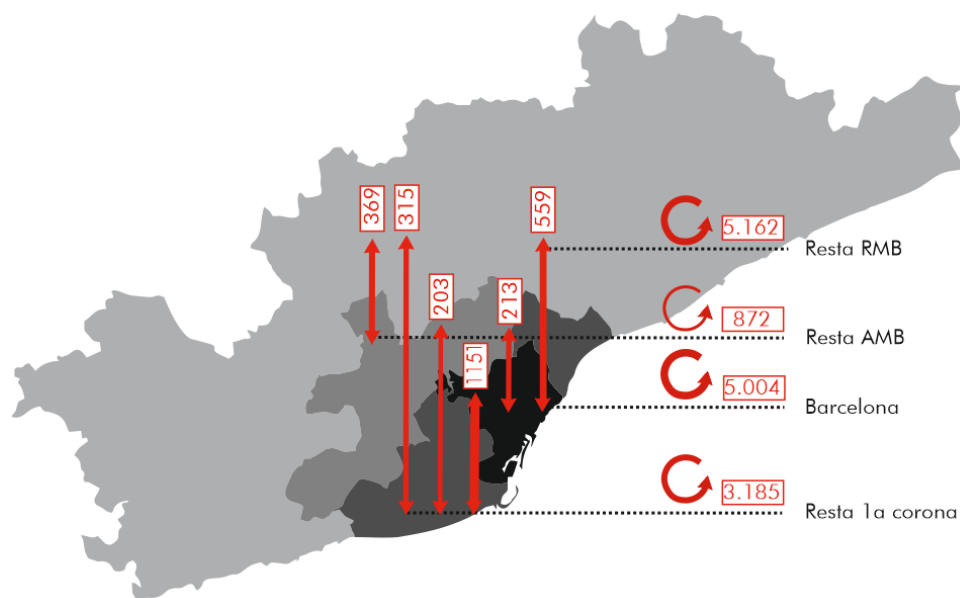 369
315
559
5.162
Resta RMB
203
213
872
Resta AMB
1151
5.004
Barcelona
3.185
Resta 1a corona